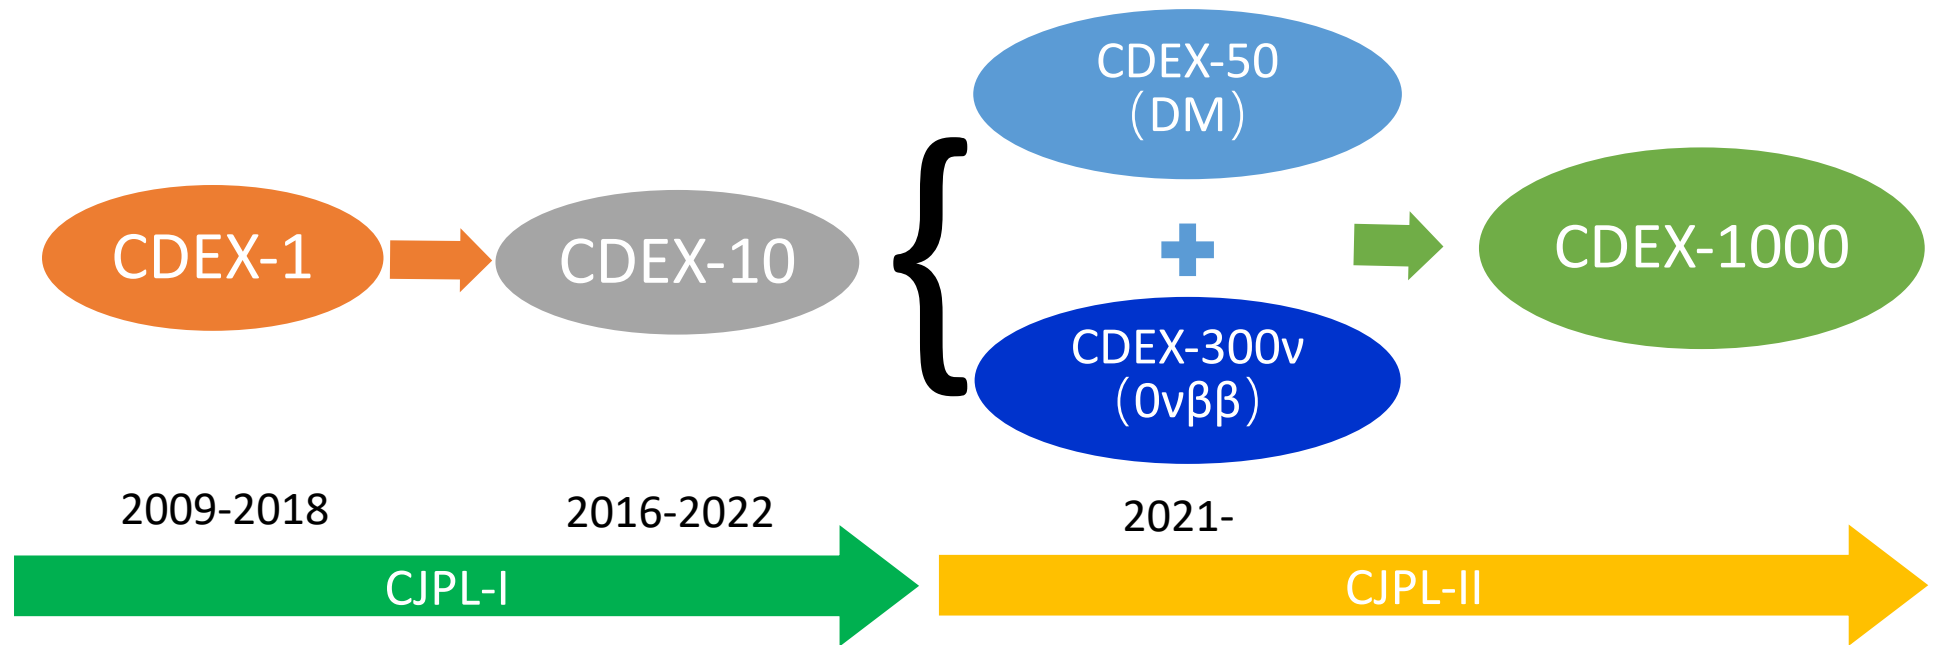 CDEX-1
CDEX-10
CDEX-50
（DM）
CDEX-300ν
（0νββ）
CDEX-1000
2009-2018
2016-2022
2021-
CJPL-I
CJPL-II